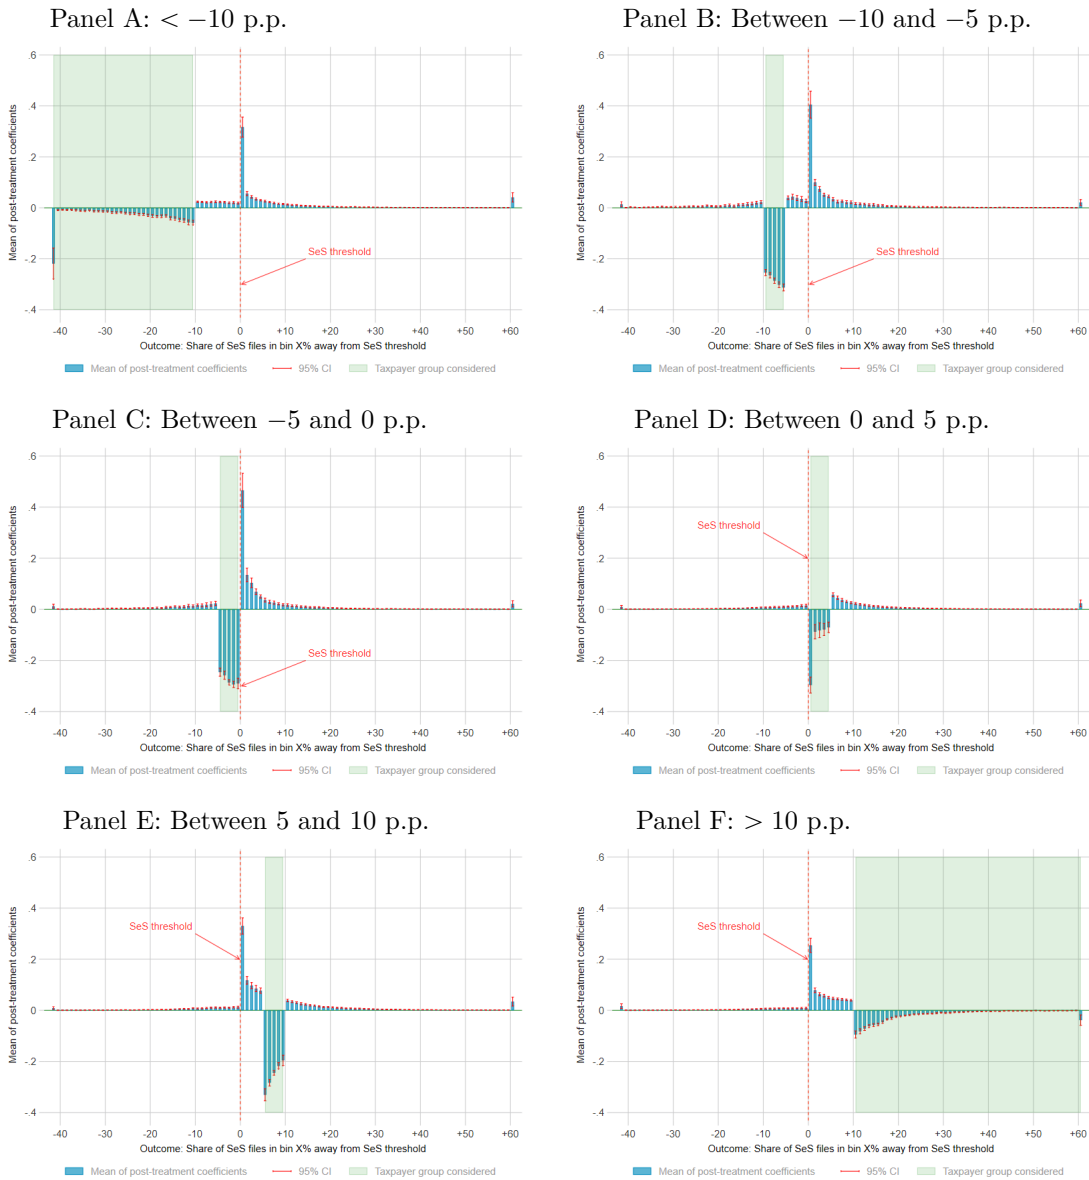 Panel A: < −10 p.p.
Mean of post-treatment coefficients
.6
.4
.2
0
-.2
-.4
SeS threshold
-40 -30 -20 -10 0 +10 +20 +30 +40 +50 +60
Outcome: Share of SeS files in bin X% away from SeS threshold
Mean of post-treatment coefficients 95% CI Taxpayer group considered
Panel B: Between −10 and −5 p.p.
Mean of post-treatment coefficients
.6
.4
.2
0
-.2
-.4
SeS threshold
-40 -30 -20 -10 0 +10 +20 +30 +40 +50 +60
Outcome: Share of SeS files in bin X% away from SeS threshold
Mean of post-treatment coefficients 95% CI Taxpayer group considered
Panel C: Between −5 and 0 p.p.
Mean of post-treatment coefficients
.6
.4
.2
0
-.2
-.4
SeS threshold
-40 -30 -20 -10 0 +10 +20 +30 +40 +50 +60
Outcome: Share of SeS files in bin X% away from SeS threshold
Mean of post-treatment coefficients 95% CI Taxpayer group considered
Panel D: Between 0 and 5 p.p.
Mean of post-treatment coefficients
.6
.4
.2
0
-.2
-.4
SeS threshold
-40 -30 -20 -10 0 +10 +20 +30 +40 +50 +60
Outcome: Share of SeS files in bin X% away from SeS threshold
Mean of post-treatment coefficients 95% CI Taxpayer group considered
Panel E: Between 5 and 10 p.p.
Mean of post-treatment coefficients
.6
.4
.2
0
-.2
-.4
SeS threshold
-40 -30 -20 -10 0 +10 +20 +30 +40 +50 +60
Outcome: Share of SeS files in bin X% away from SeS threshold
Mean of post-treatment coefficients 95% CI Taxpayer group considered
Panel F: > 10 p.p.
Mean of post-treatment coefficients
.6
.4
.2
0
-.2
-.4
SeS threshold
-40 -30 -20 -10 0 +10 +20 +30 +40 +50 +60
Outcome: Share of SeS files in bin X% away from SeS threshold
Mean of post-treatment coefficients 95% CI Taxpayer group considered